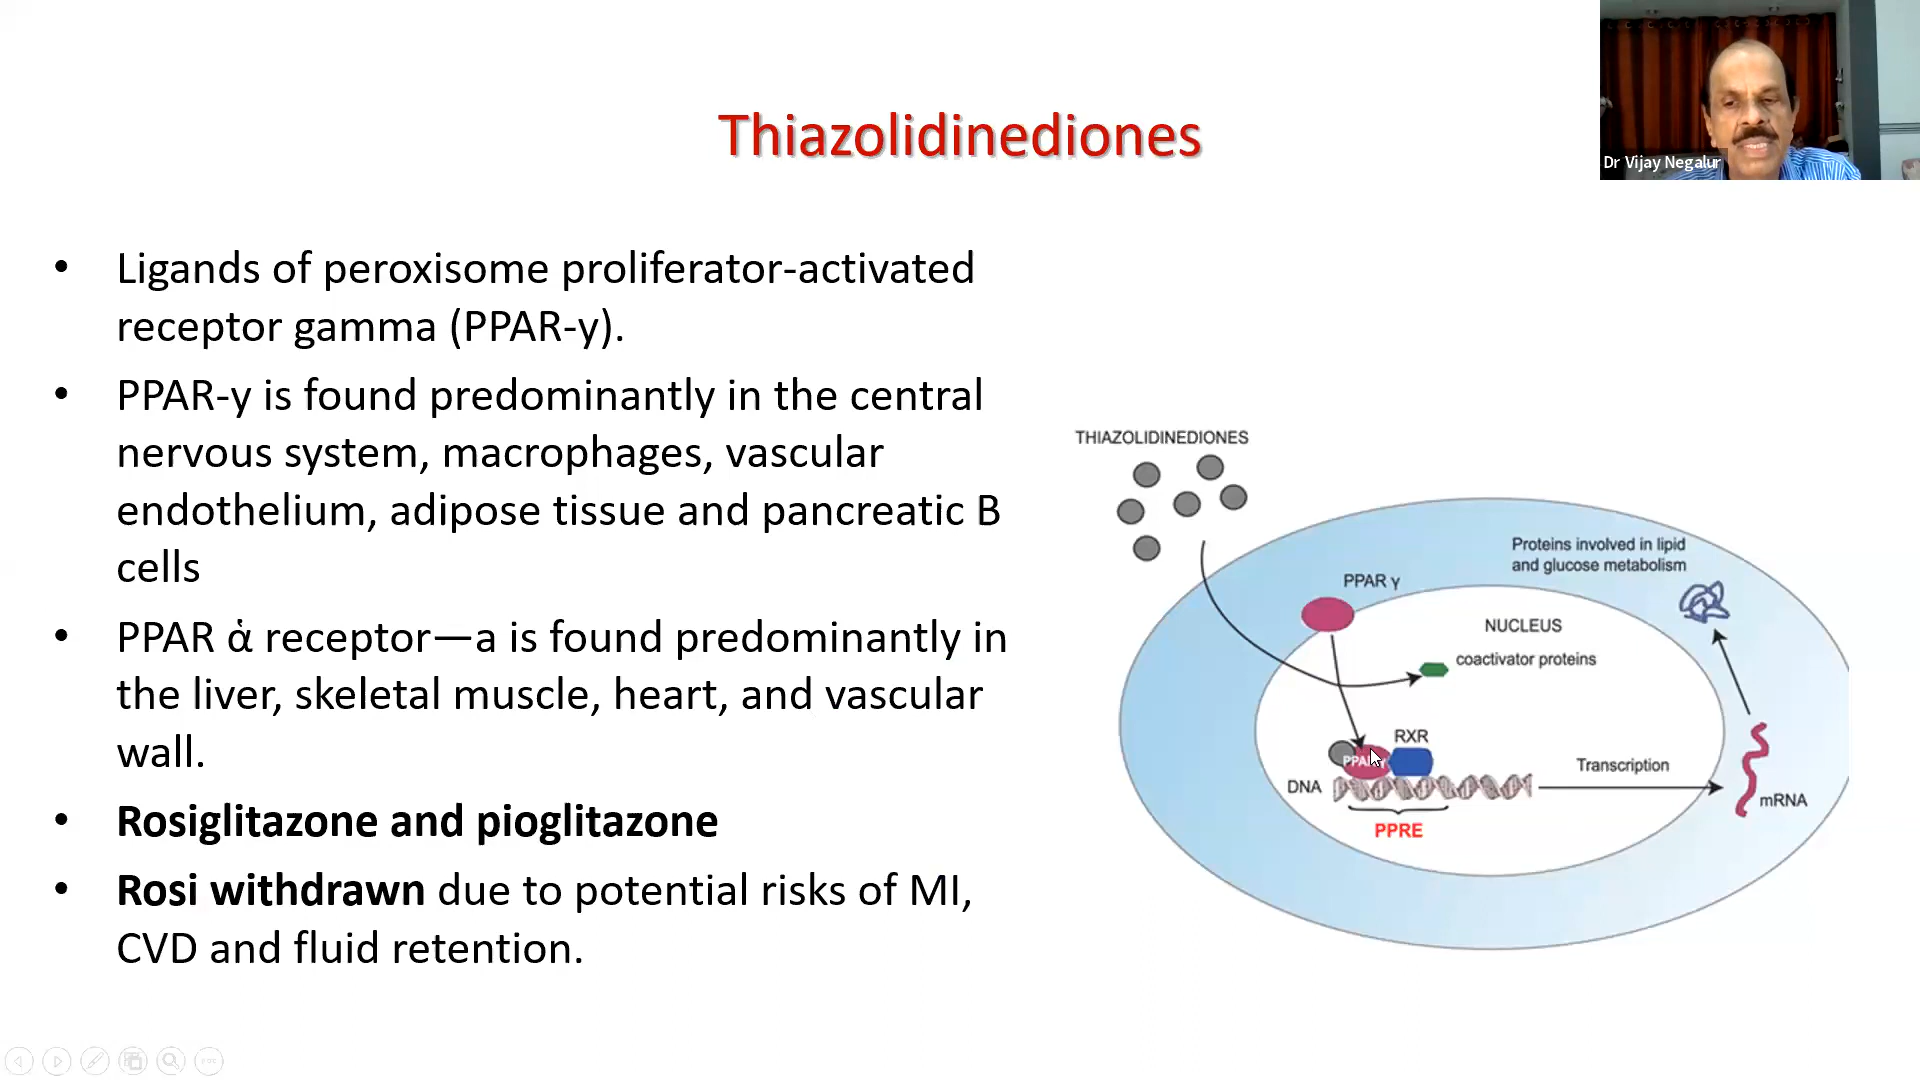 Thiazolidinediones
Dr Vijay Negalur
• Ligands of peroxisome proliferator-activated
receptor gamma (PPAR-y).
• PPAR-y is found predominantly in the central
nervous system, macrophages, vascular
endothelium, adipose tissue and pancreatic B
cells
• PPAR ἀ receptor—a is found predominantly in
the liver, skeletal muscle, heart, and vascular
wall.
• Rosiglitazone and pioglitazone
• Rosi withdrawn due to potential risks of MI,
CVD and fluid retention.
THIAZOLIDINEDIONES
Proteins involved in lipid
and glucose metabolism
PPAR γ
NUCLEUS
coactivator proteins
RXR
PPARγ
DNA
Transcription
mRNA
PPRE